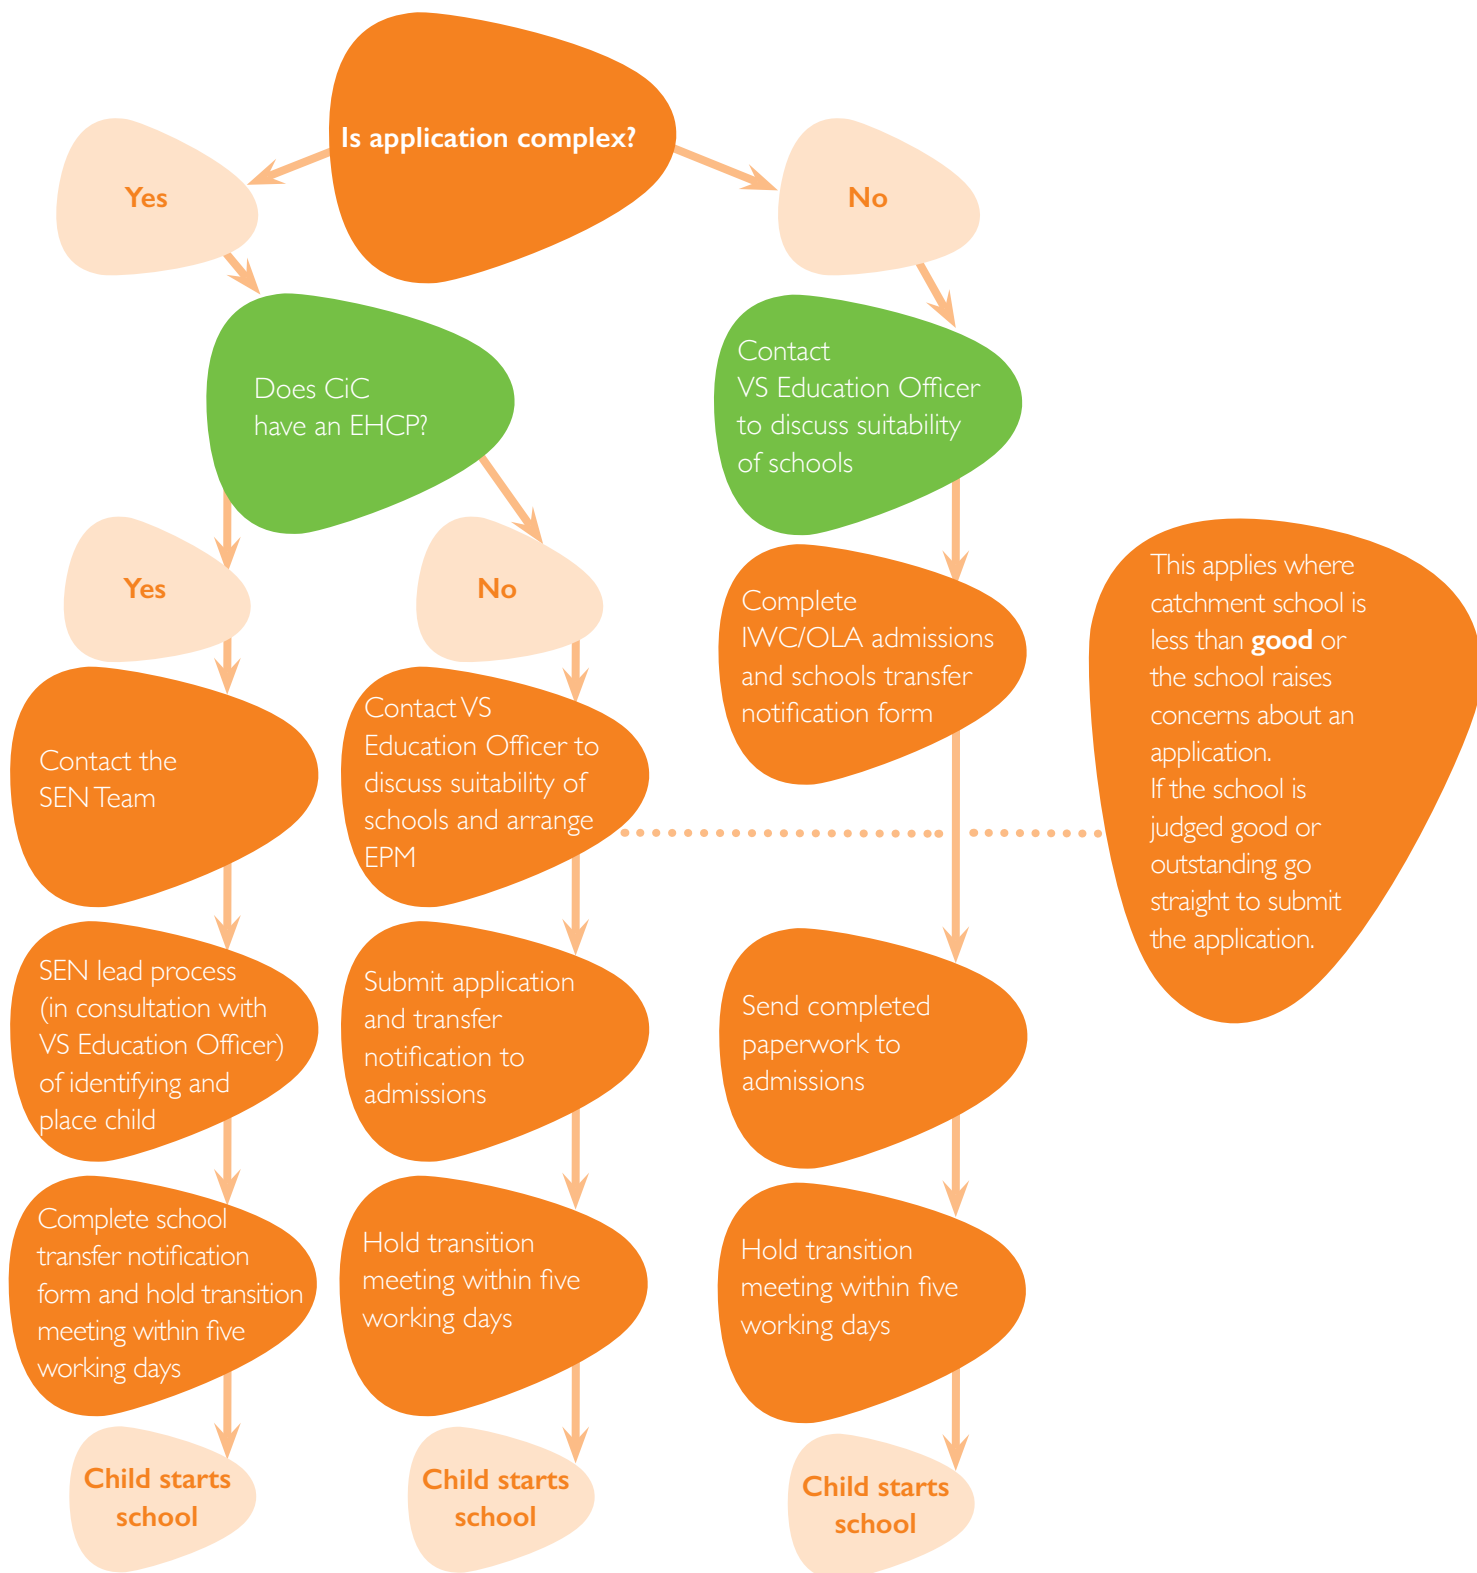 Is application complex?
Yes
No
Does CiC
have an EHCP?
Contact
VS Education Officer
to discuss suitability
of schools
Yes
No
Complete
IWC/OLA admissions
and schools transfer
notification form
This applies where
catchment school is
less than good or
the school raises
concerns about an
application.
If the school is
judged good or
outstanding go
straight to submit
the application.
Contact the
SEN Team
Contact VS
Education Officer to
discuss suitability of
schools and arrange
EPM
SEN lead process
(in consultation with
VS Education Officer)
of identifying and
place child
Submit application
and transfer
notification to
admissions
Send completed
paperwork to
admissions
Complete school
transfer notification
form and hold transition
meeting within five
working days
Hold transition
meeting within five
working days
Hold transition
meeting within five
working days
Child starts
school
Child starts
school
Child starts
school